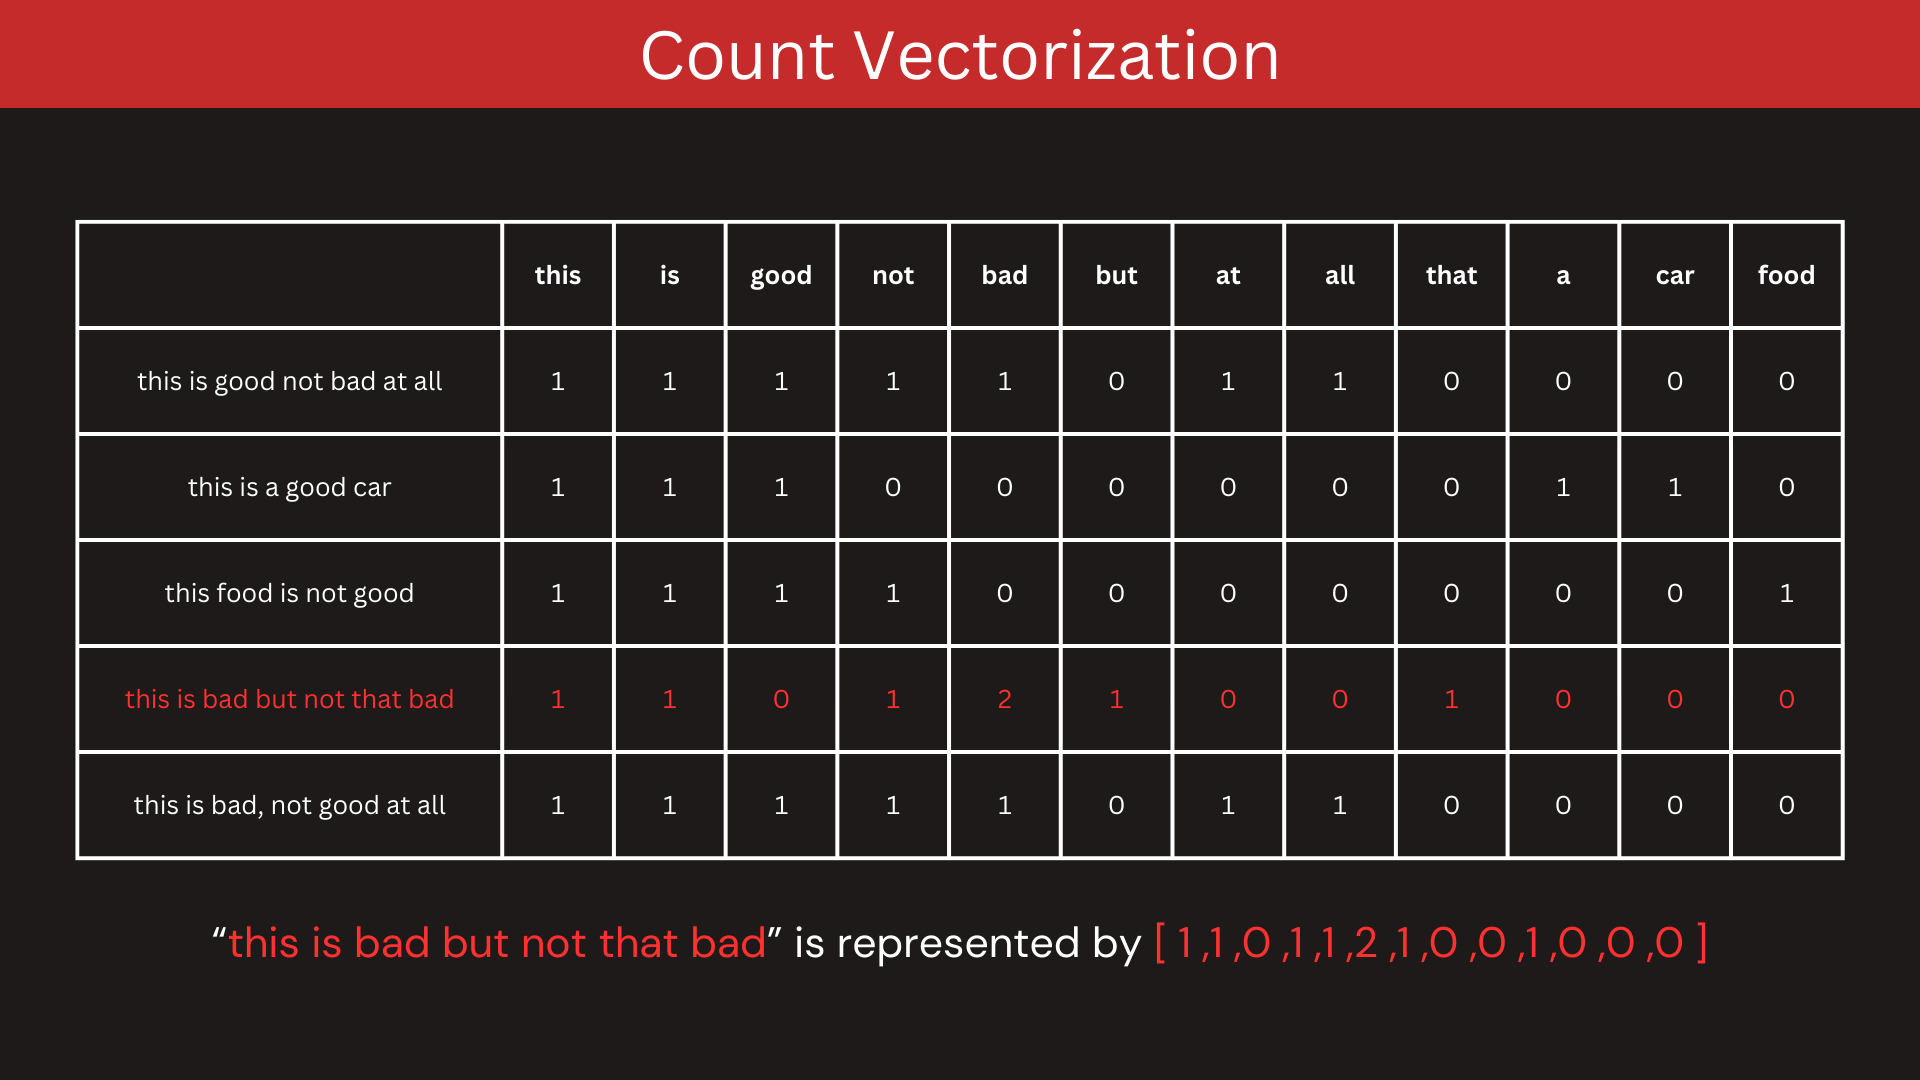 Count Vectorization
this is good not bad but at all that a car food
this is good not bad at all 1 1 1 1 1 0 1 1 0 0 0 0
this is a good car 1 1 1 0 0 0 0 0 0 1 1 0
this food is not good 1 1 1 1 0 0 0 0 0 0 0 1
this is bad but not that bad 1 1 0 1 2 1 0 0 1 0 0 0
this is bad, not good at all 1 1 1 1 1 0 1 1 0 0 0 0
“this is bad but not that bad” is represented by [ 1 ,1 ,0 ,1 ,1 ,2 ,1 ,0 ,0 ,1 ,0 ,0 ,0 ]